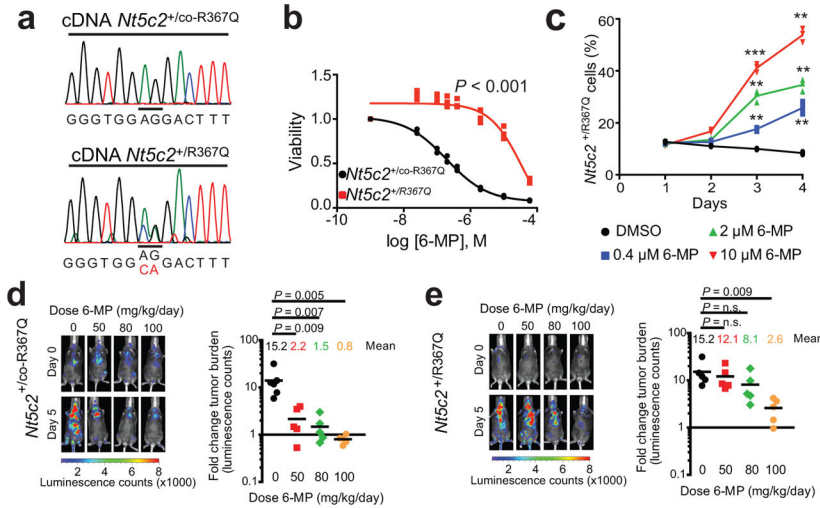 a
cDNA Nt5c2+/co-R367Q
GGGTGGAGGACTTT
cDNA Nt5c2+/R367Q
AG
GGGTGG GACTTT
CA
b
P < 0.001
Viability
1.5
1.0
0.5
0.0
Nt5c2+/co-R367Q
Nt5c2+/R367Q
-10 -8 -6 -4
log [6-MP], M
c
Nt5c2+/R367Q cells (%)
60
40
20
0
***
**
**
**
**
**
0 1 2 3 4
Days
DMSO
2 µM 6-MP
0.4 µM 6-MP
10 µM 6-MP
d
Nt5c2+/co-R367Q
Dose 6-MP (mg/kg/day)
0 50 80 100
Day 0
Day 5
2 4 6 8
Luminescence counts (x1000)
P = 0.005
P = 0.007
P = 0.009
15.2 2.2 1.5 0.8 Mean
Fold change tumor burden
(luminescence counts)
100
10
1
0.1
0 50 80 100
Dose 6-MP (mg/kg/day)
e
Nt5c2+/R367Q
Dose 6-MP (mg/kg/day)
0 50 80 100
Day 0
Day 5
2 4 6 8
Luminescence counts (x1000)
P = 0.009
P = n.s.
P = n.s.
15.2 12.1 8.1 2.6 Mean
Fold change tumor burden
(luminescence counts)
100
10
1
0.1
0 50 80 100
Dose 6-MP (mg/kg/day)